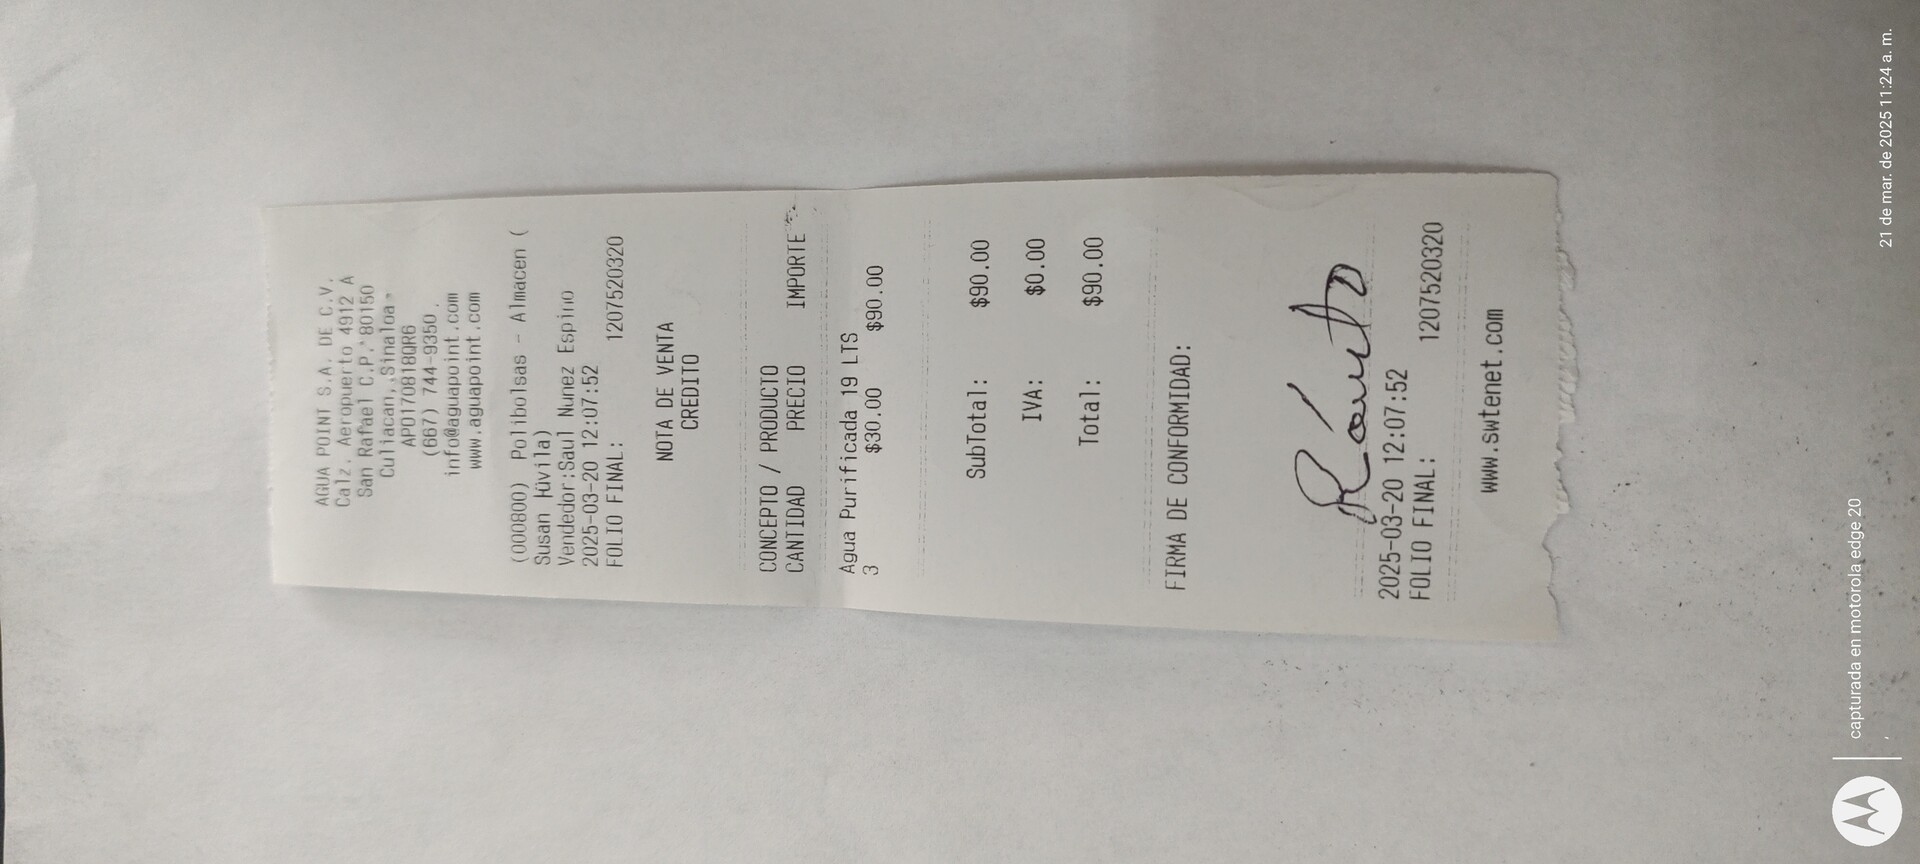 AGUA POINT S.A. DE C.V.
Calz. Aeropuerto 4912 A
San Rafael C.P. 80150
Culiacan,,Sinaloa.
APO170818QR6
(667) 744-9350.
info@aguapoint.com
www.aguapoint.com
(000800) Polibolsas - Almacen (
Susan
Vendedor:Saul Nunez Espino
2025-03-20 12:07:52
FOLIO FINAL: 1207520320
NOTA DE VENTA
CREDITO
CONCEPTO / PRODUCTO
CANTIDAD PRECIO IMPORTE
Agua Purificada 19 LTS
3 $30.00 $90.00
SubTotal: $90.00
IVA: $0.00
Total: $90.00
FIRMA DE CONFORMIDAD:
2025-03-20 12:07:52
FOLIO FINAL: 1207520320
www.swtenet.com
capturada en motorola edge 20
21 de mar. de 2025 11:24 a. m.